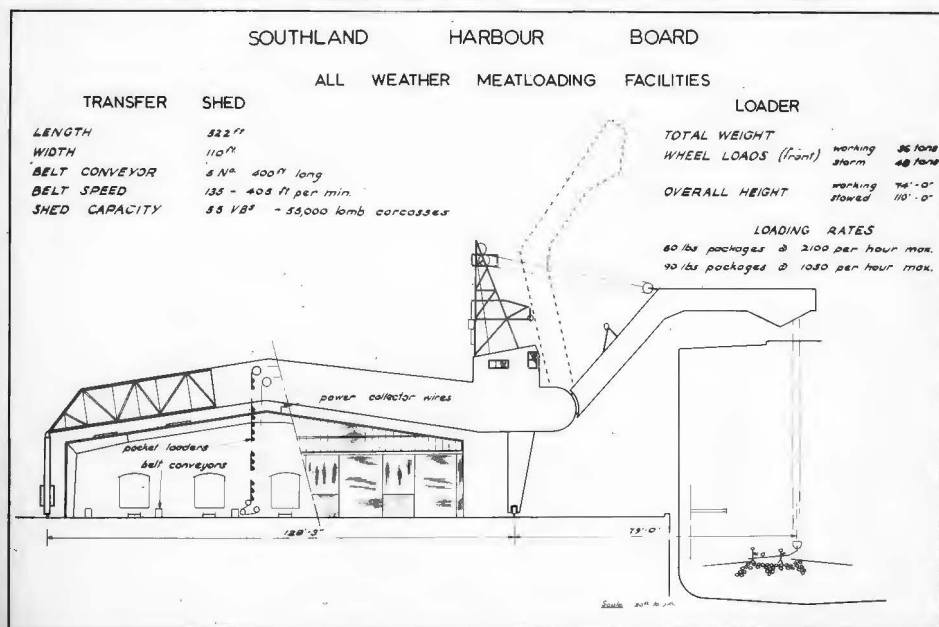 SOUTHLAND HARBOUR BOARD
ALL WEATHER MEATLOADING FACILITIES
TRANSFER SHED
LENGTH 522 ft
WIDTH 110 ft
BELT CONVEYOR 5 No. 400 ft long
BELT SPEED 135 - 405 ft per min.
SHED CAPACITY 55 VBs - 55,000 lamb carcasses
LOADER
TOTAL WEIGHT
WHEEL LOADS (front) working 36 tons
storm 48 tons
OVERALL HEIGHT working 74'-0"
stowed 110'-0"
LOADING RATES
60 lbs packages @ 2100 per hour max.
90 lbs packages @ 1050 per hour max.
power collector wires
pocket loaders
belt conveyors
128'-3"
79'-0"
Scale 20ft to